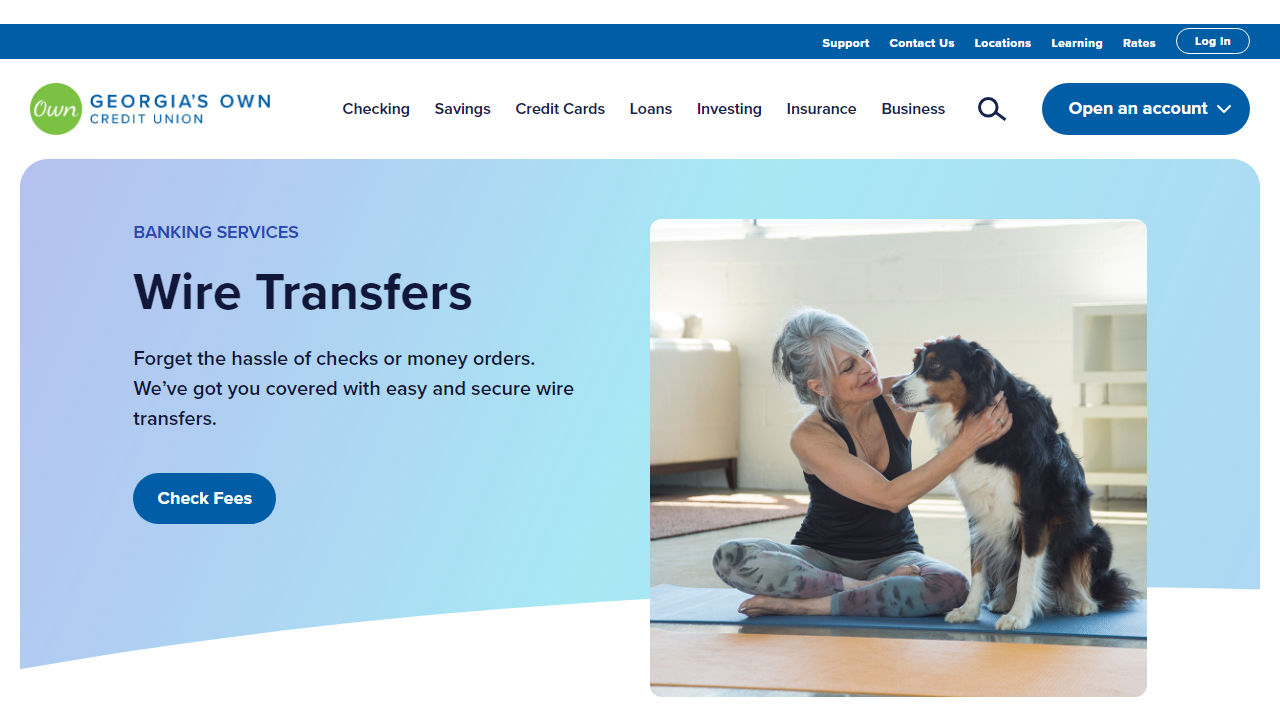 Support Contact Us Locations Learning Rates Log In
Own GEORGIA'S OWN
CREDIT UNION
Checking Savings Credit Cards Loans Investing Insurance Business Open an account
BANKING SERVICES
Wire Transfers
Forget the hassle of checks or money orders.
We've got you covered with easy and secure wire
transfers.
Check Fees